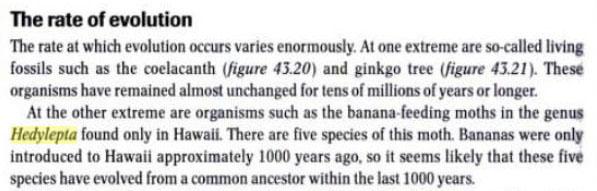 The rate of evolution
The rate at which evolution occurs varies enormously. At one extreme are so-called living
fossils such as the coelacanth (figure 43.20) and ginkgo tree (figure 43.21). These
organisms have remained almost unchanged for tens of millions of years or longer.
At the other extreme are organisms such as the banana-feeding moths in the genus
Hedylepta found only in Hawaii. There are five species of this moth. Bananas were only
introduced to Hawaii approximately 1000 years ago, so it seems likely that these five
species have evolved from a common ancestor within the last 1000 years.